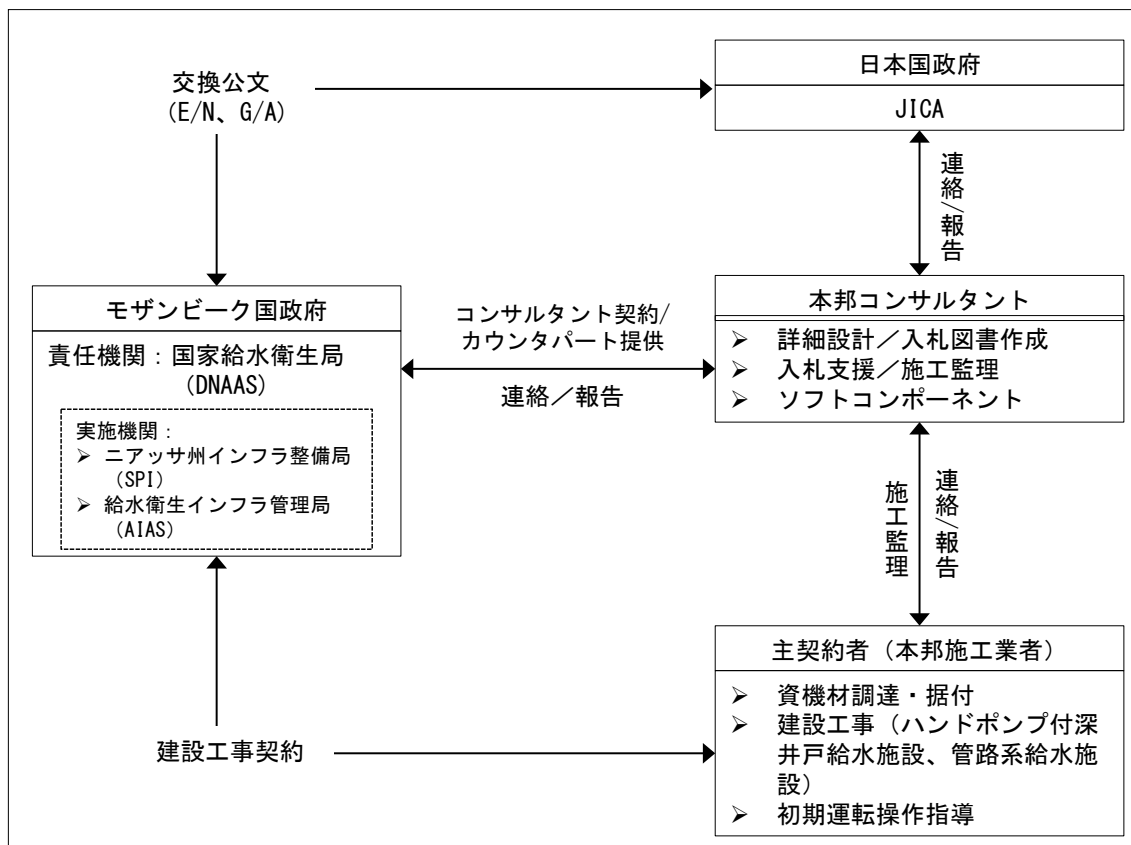 交換公文
(E/N、G/A)
日本国政府
JICA
連絡/報告
モザンビーク国政府
責任機関：国家給水衛生局
(DNAAS)
実施機関：
➢ ニアッサ州インフラ整備局
(SPI)
➢ 給水衛生インフラ管理局
(AIAS)
コンサルタント契約/
カウンタパート提供
連絡／報告
本邦コンサルタント
➢ 詳細設計／入札図書作成
➢ 入札支援／施工監理
➢ ソフトコンポーネント
施工監理
連絡/報告
建設工事契約
主契約者（本邦施工業者）
➢ 資機材調達・据付
➢ 建設工事（ハンドポンプ付深
井戸給水施設、管路系給水施
設）
➢ 初期運転操作指導